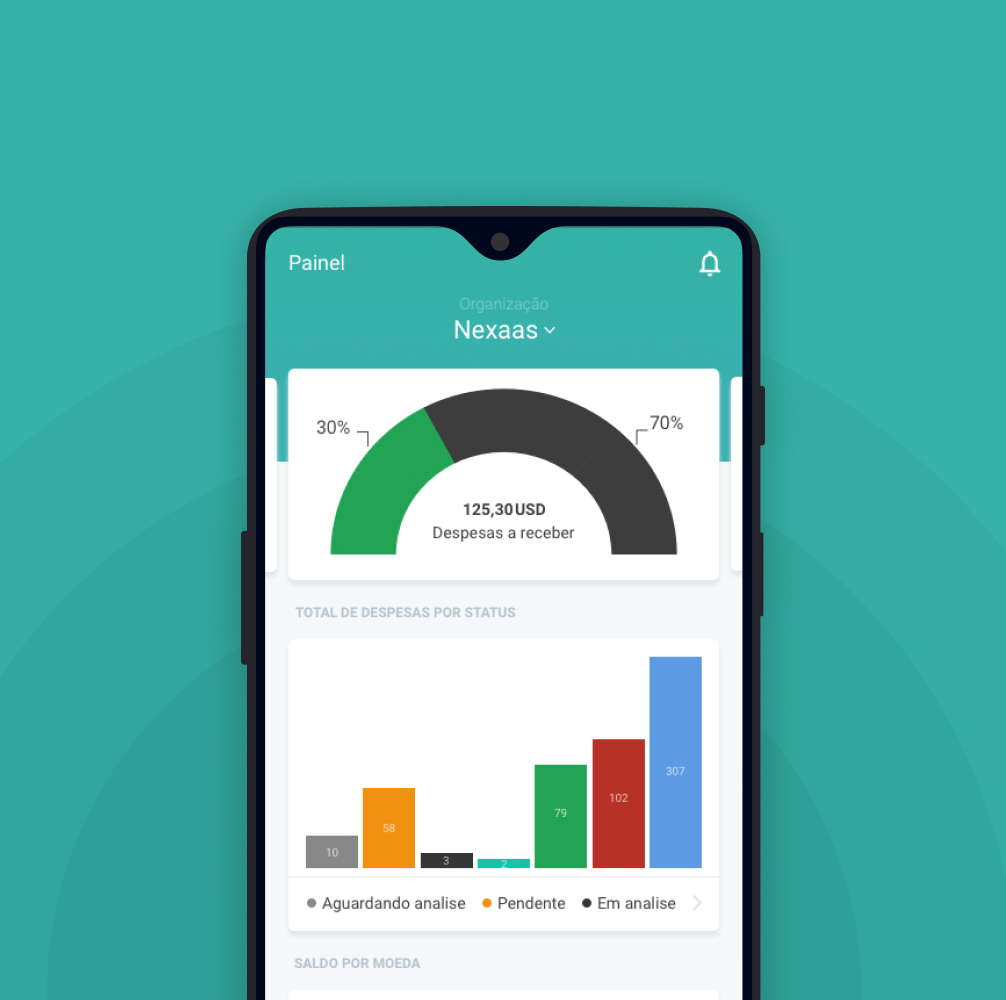 Painel
Organização
Nexaas
30%
70%
125,30USD
Despesas a receber
TOTAL DE DESPESAS POR STATUS
10
58
3
2
79
102
307
Aguardando analise
Pendente
Em analise
SALDO POR MOEDA